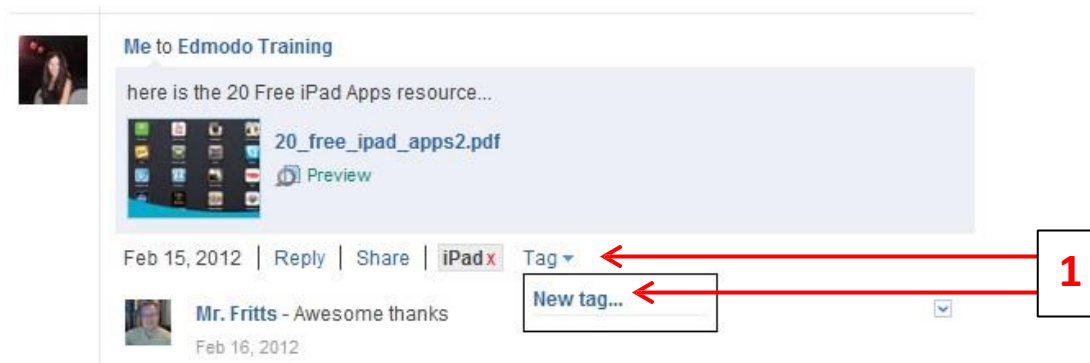 Me to Edmodo Training
here is the 20 Free iPad Apps resource...
20_free_ipad_apps2.pdf
Preview
Feb 15, 2012 | Reply | Share | iPad x Tag
1
New tag...
Mr. Fritts - Awesome thanks
Feb 16, 2012